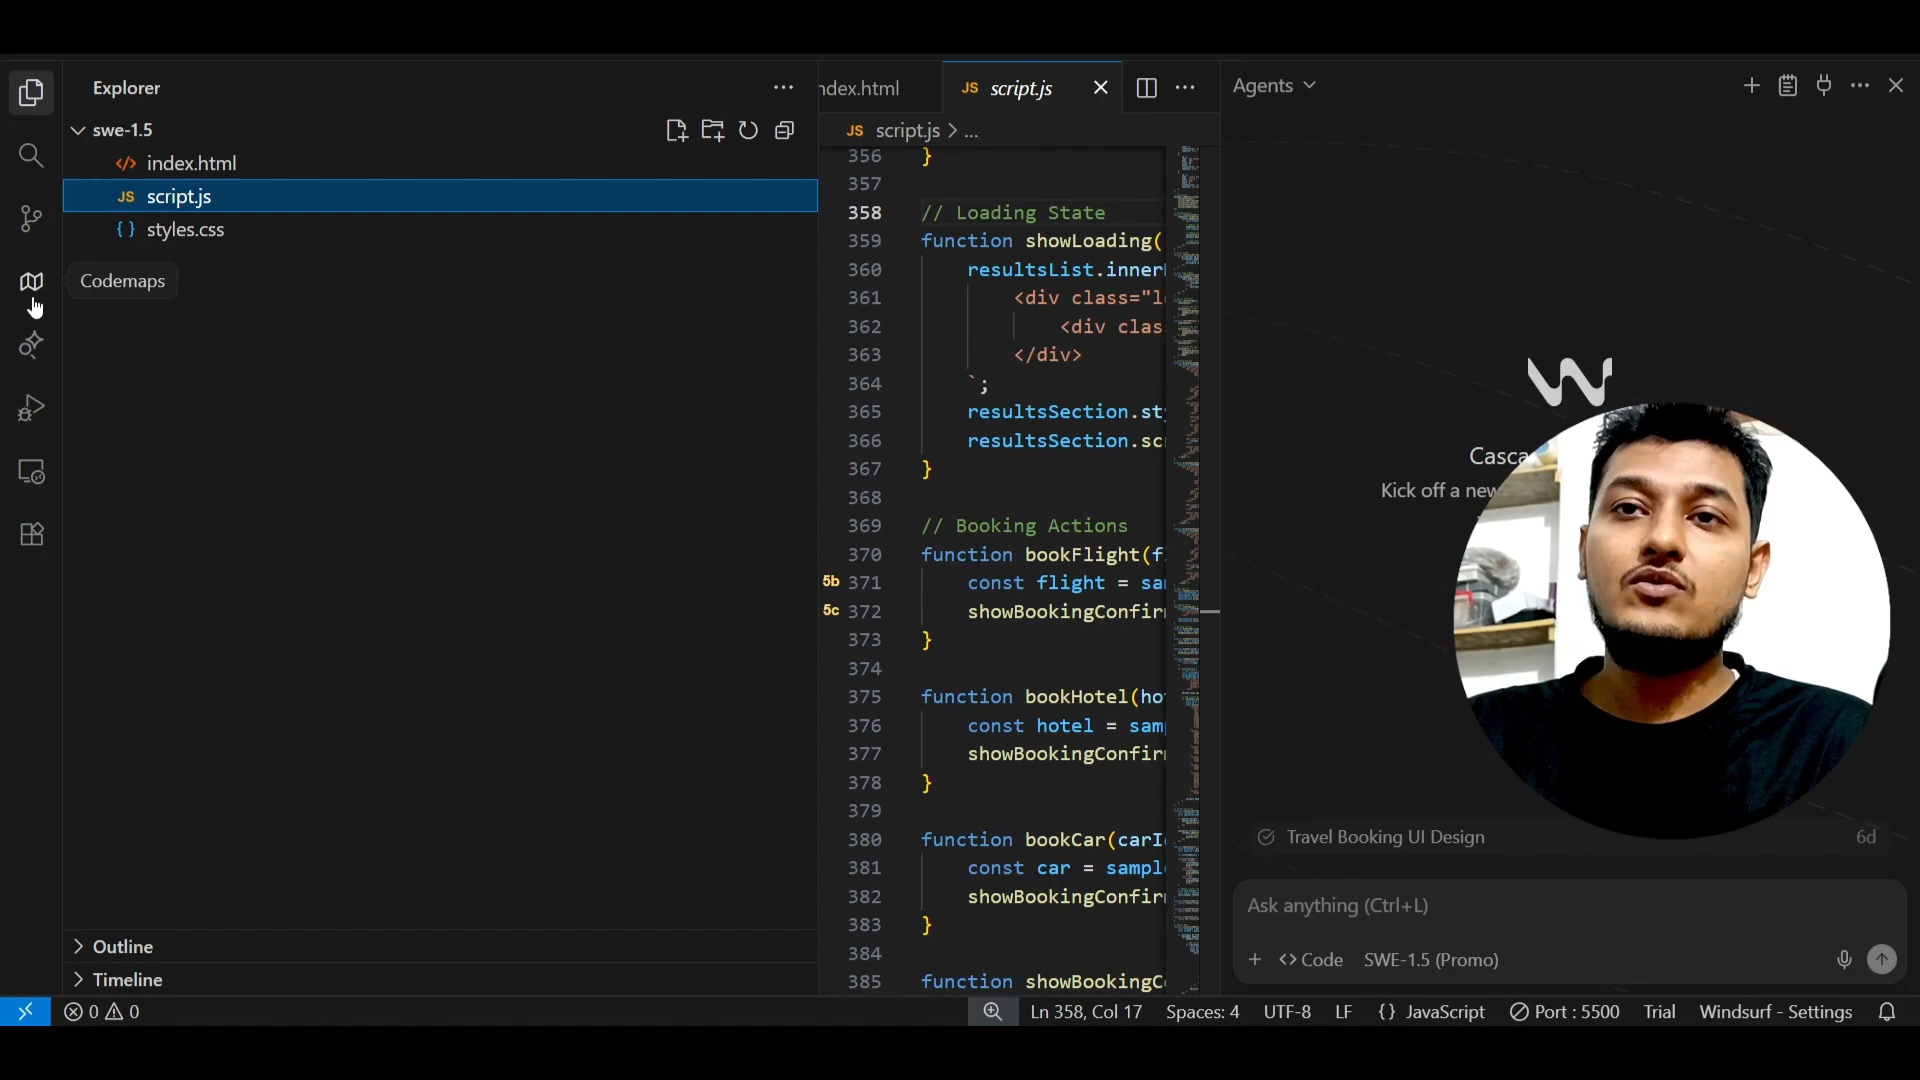 Explorer
swe-1.5
index.html
JS script.js
styles.css
Codemaps
Outline
Timeline
ndex.html
JS script.js
JS script.js > ...
356 }
357
358 // Loading State
359 function showLoading(
360 resultsList.inner
361 <div class="l
362 <div clas
363 </div>
364 `;
365 resultsSection.st
366 resultsSection.sc
367 }
368
369 // Booking Actions
370 function bookFlight(f
5b 371 const flight = sa
5c 372 showBookingConfir
373 }
374
375 function bookHotel(ho
376 const hotel = sam
377 showBookingConfir
378 }
379
380 function bookCar(carI
381 const car = sampl
382 showBookingConfir
383 }
384
385 function showBookingC
Agents
Casca
Kick off a new
Travel Booking UI Design 6d
Ask anything (Ctrl+L)
+ <> Code SWE-1.5 (Promo)
0 0 Ln 358, Col 17 Spaces: 4 UTF-8 LF {} JavaScript Port : 5500 Trial Windsurf - Settings